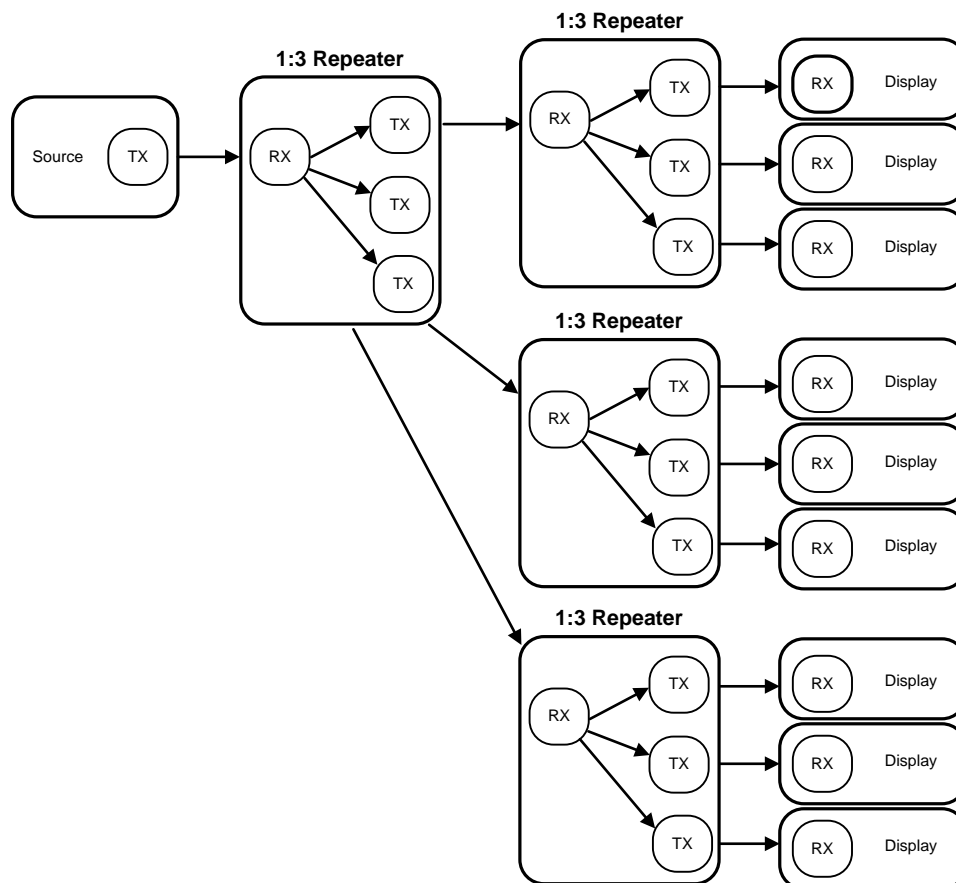 1:3 Repeater
1:3 Repeater
Source
TX
RX
TX
TX
TX
RX
TX
TX
TX
RX
Display
RX
Display
RX
Display
1:3 Repeater
RX
TX
TX
TX
RX
Display
RX
Display
RX
Display
1:3 Repeater
RX
TX
TX
TX
RX
Display
RX
Display
RX
Display